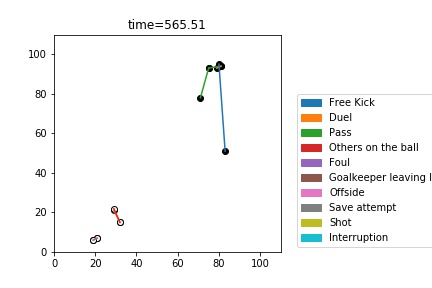 time=565.51
100
80
60
40
20
0
0 20 40 60 80 100
Free Kick
Duel
Pass
Others on the ball
Foul
Goalkeeper leaving l
Offside
Save attempt
Shot
Interruption